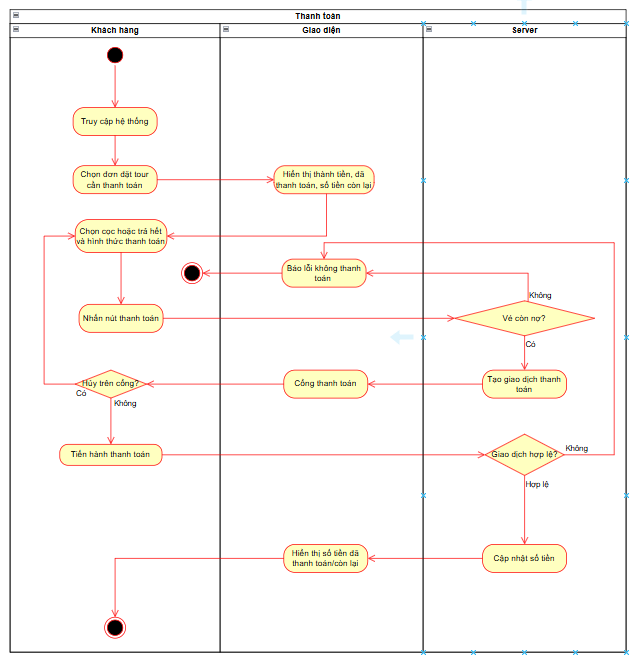 Thanh toán
Khách hàng
Giao diện
Server
Truy cập hệ thống
Chọn đơn đặt tour
cần thanh toán
Hiển thị thành tiền, đã
thanh toán, số tiền còn lại
Chọn cọc hoặc trả hết
và hình thức thanh toán
Báo lỗi không thanh
toán
Không
Nhấn nút thanh toán
Vé còn nợ?
Có
Hủy trên cổng?
Có
Không
Cổng thanh toán
Tạo giao dịch thanh
toán
Tiến hành thanh toán
Giao dịch hợp lệ?
Không
Hợp lệ
Hiển thị số tiền đã
thanh toán/còn lại
Cập nhật số tiền